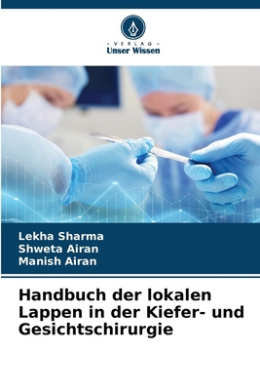 VERLAG
Unser Wissen
Lekha Sharma
Shweta Airan
Manish Airan
Handbuch der lokalen
Lappen in der Kiefer- und
Gesichtschirurgie